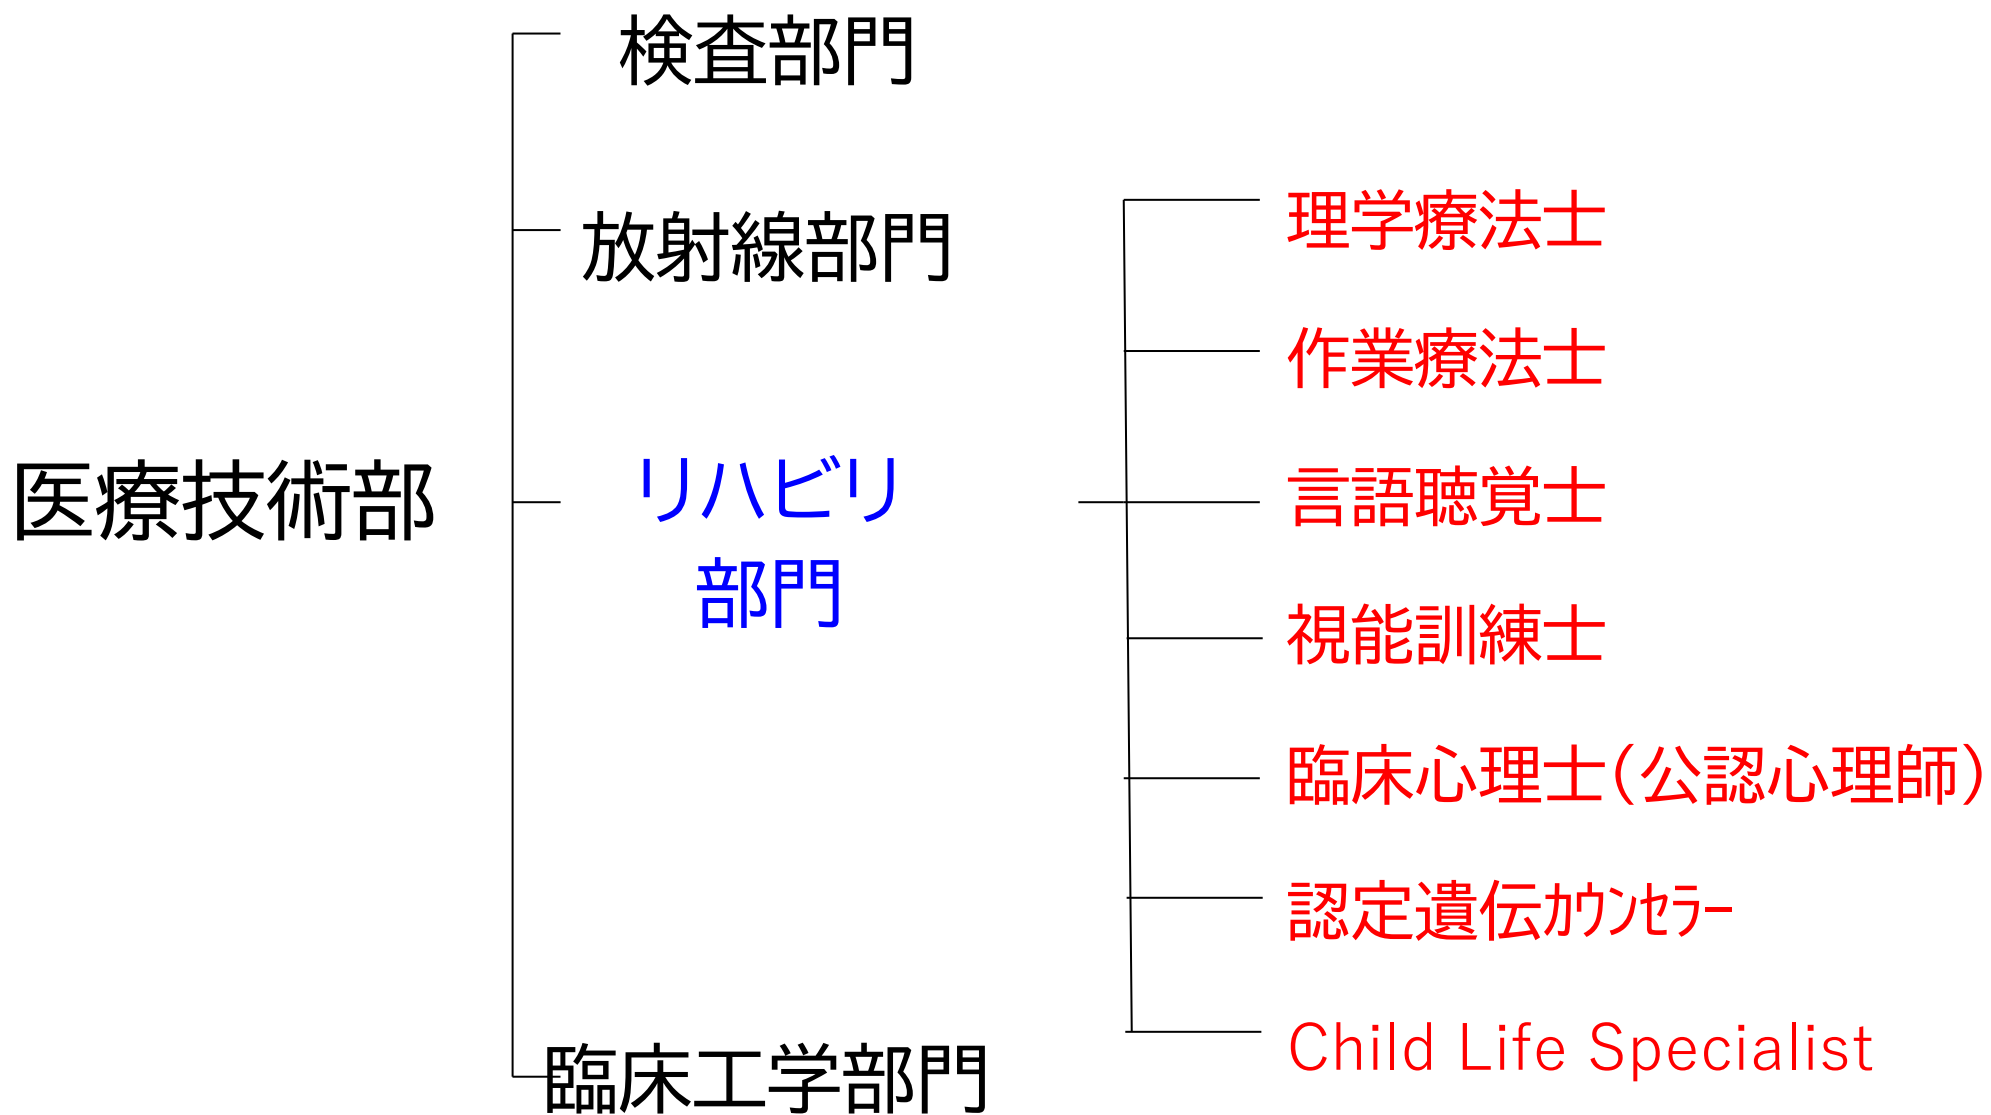 医療技術部
検査部門
放射線部門
リハビリ
部門
臨床工学部門
理学療法士
作業療法士
言語聴覚士
視能訓練士
臨床心理士(公認心理師)
認定遺伝ｶｳﾝｾﾗｰ
Child Life Specialist